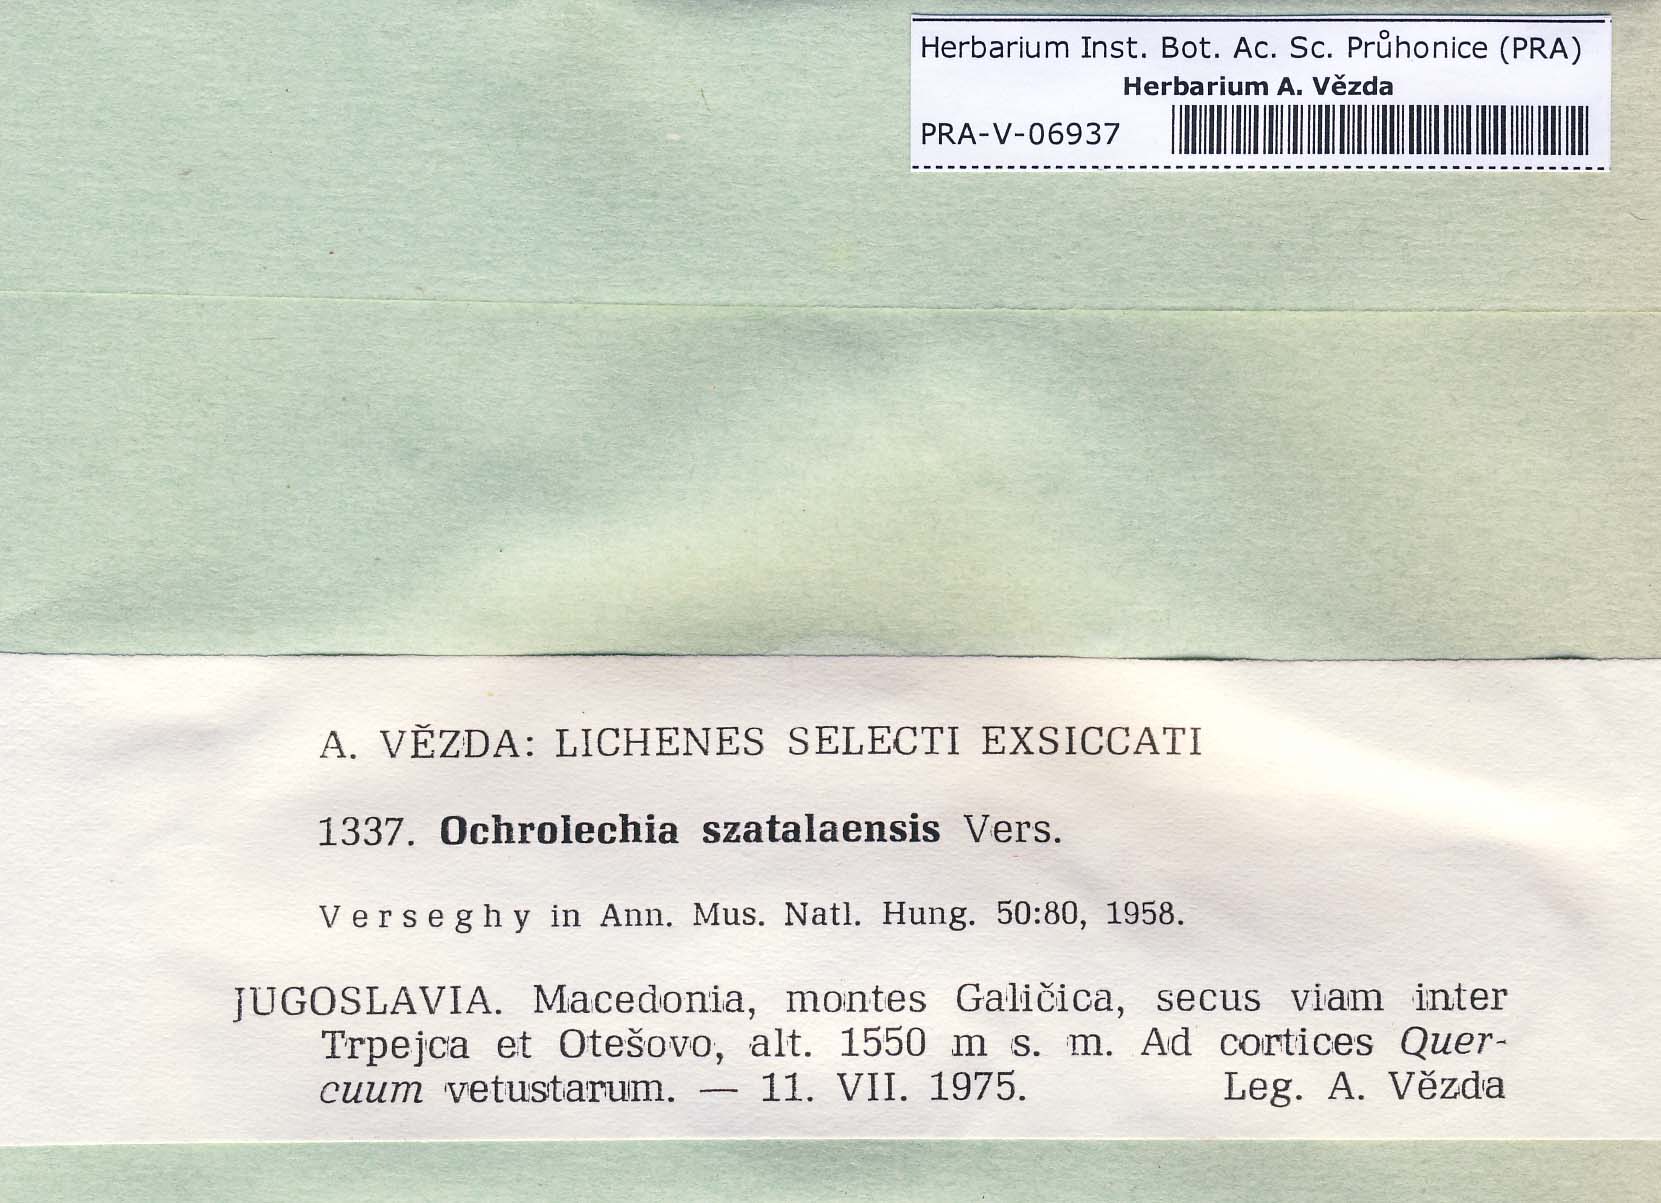 Herbarium Inst. Bot. Ac. Sc. Průhonice (PRA)
Herbarium A. Vězda
PRA-V-06937
A. VĚZDA: LICHENES SELECTI EXSICCATI
1337. Ochrolechia szatalaensis Vers.
Verseghy in Ann. Mus. Natl. Hung. 50:80, 1958.
JUGOSLAVIA. Macedonia, montes Galičica, secus viam inter
Trpejca et Otešovo, alt. 1550 m s. m. Ad cortices Quer-
cuum vetustarum. — 11. VII. 1975. Leg. A. Vězda